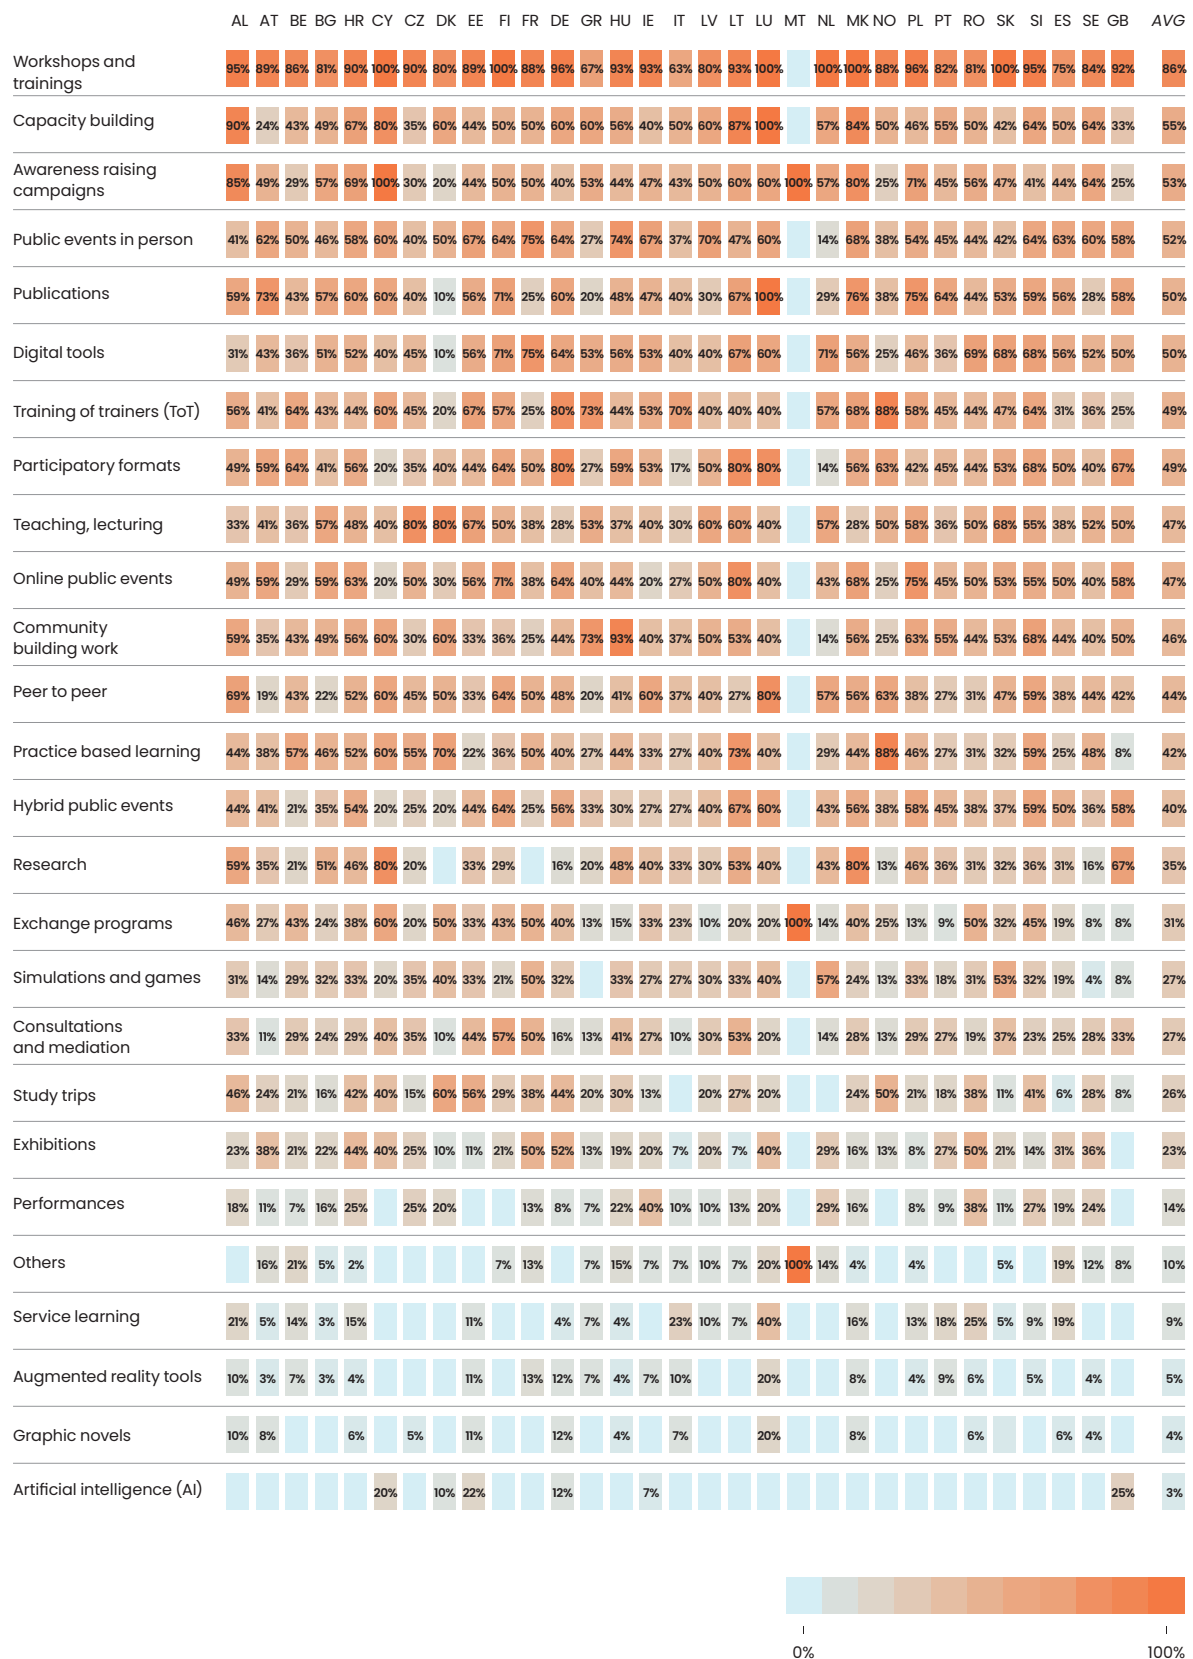 AL AT BE BG HR CY CZ DK EE FI FR DE GR HU IE IT LV LT LU MT NL MK NO PL PT RO SK SI ES SE GB AVG
Workshops and
trainings
95% 89% 86% 81% 90% 100% 90% 80% 89% 100% 88% 96% 67% 93% 93% 63% 80% 93% 100% 100% 100% 88% 96% 82% 81% 100% 95% 75% 84% 92% 86%
Capacity building 90% 24% 43% 49% 67% 80% 35% 60% 44% 50% 50% 60% 60% 56% 40% 50% 60% 87% 100% 57% 84% 50% 46% 55% 50% 42% 64% 50% 64% 33% 55%
Awareness raising
campaigns
85% 49% 29% 57% 69% 100% 30% 20% 44% 50% 50% 40% 53% 44% 47% 43% 50% 60% 60% 100% 57% 80% 25% 71% 45% 56% 47% 41% 44% 64% 25% 53%
Public events in person 41% 62% 50% 46% 58% 60% 40% 50% 67% 64% 75% 64% 27% 74% 67% 37% 70% 47% 60% 14% 68% 38% 54% 45% 44% 42% 64% 63% 60% 58% 52%
Publications 59% 73% 43% 57% 60% 60% 40% 10% 56% 71% 25% 60% 20% 48% 47% 40% 30% 67% 100% 29% 76% 38% 75% 64% 44% 53% 59% 56% 28% 58% 50%
Digital tools 31% 43% 36% 51% 52% 40% 45% 10% 56% 71% 75% 64% 53% 56% 53% 40% 40% 67% 60% 71% 56% 25% 46% 36% 69% 68% 68% 56% 52% 50% 50%
Training of trainers (ToT) 56% 41% 64% 43% 44% 60% 45% 20% 67% 57% 25% 80% 73% 44% 53% 70% 40% 40% 40% 57% 68% 88% 58% 45% 44% 47% 64% 31% 36% 25% 49%
Participatory formats 49% 59% 64% 41% 56% 20% 35% 40% 44% 64% 50% 80% 27% 59% 53% 17% 50% 80% 80% 14% 56% 63% 42% 45% 44% 53% 68% 50% 40% 67% 49%
Teaching, lecturing 33% 41% 36% 57% 48% 40% 80% 80% 67% 50% 38% 28% 53% 37% 40% 30% 60% 60% 40% 57% 28% 50% 58% 36% 50% 68% 55% 38% 52% 50% 47%
Online public events 49% 59% 29% 59% 63% 20% 50% 30% 56% 71% 38% 64% 40% 44% 20% 27% 50% 80% 40% 43% 68% 25% 75% 45% 50% 53% 55% 50% 40% 58% 47%
Community
building work
59% 35% 43% 49% 56% 60% 30% 60% 33% 36% 25% 44% 73% 93% 40% 37% 50% 53% 40% 14% 56% 25% 63% 55% 44% 53% 68% 44% 40% 50% 46%
Peer to peer 69% 19% 43% 22% 52% 60% 45% 50% 33% 64% 50% 48% 20% 41% 60% 37% 40% 27% 80% 57% 56% 63% 38% 27% 31% 47% 59% 38% 44% 42% 44%
Practice based learning 44% 38% 57% 46% 52% 60% 55% 70% 22% 36% 50% 40% 27% 44% 33% 27% 40% 73% 40% 29% 44% 88% 46% 27% 31% 32% 59% 25% 48% 8% 42%
Hybrid public events 44% 41% 21% 35% 54% 20% 25% 20% 44% 64% 25% 56% 33% 30% 27% 27% 40% 67% 60% 43% 56% 38% 58% 45% 38% 37% 59% 50% 36% 58% 40%
Research 59% 35% 21% 51% 46% 80% 20% 33% 29% 16% 20% 48% 40% 33% 30% 53% 40% 43% 80% 13% 46% 36% 31% 32% 36% 31% 16% 67% 35%
Exchange programs 46% 27% 43% 24% 38% 60% 20% 50% 33% 43% 50% 40% 13% 15% 33% 23% 10% 20% 20% 100% 14% 40% 25% 13% 9% 50% 32% 45% 19% 8% 8% 31%
Simulations and games 31% 14% 29% 32% 33% 20% 35% 40% 33% 21% 50% 32% 33% 27% 27% 30% 33% 40% 57% 24% 13% 33% 18% 31% 53% 32% 19% 4% 8% 27%
Consultations
and mediation
33% 11% 29% 24% 29% 40% 35% 10% 44% 57% 50% 16% 13% 41% 27% 10% 30% 53% 20% 14% 28% 13% 29% 27% 19% 37% 23% 25% 28% 33% 27%
Study trips 46% 24% 21% 16% 42% 40% 15% 60% 56% 29% 38% 44% 20% 30% 13% 20% 27% 20% 24% 50% 21% 18% 38% 11% 41% 6% 28% 8% 26%
Exhibitions 23% 38% 21% 22% 44% 40% 25% 10% 11% 21% 50% 52% 13% 19% 20% 7% 20% 7% 40% 29% 16% 13% 8% 27% 50% 21% 14% 31% 36% 23%
Performances 18% 11% 7% 16% 25% 25% 20% 13% 8% 7% 22% 40% 10% 10% 13% 20% 29% 16% 8% 9% 38% 11% 27% 19% 24% 14%
Others 16% 21% 5% 2% 7% 13% 7% 15% 7% 7% 10% 7% 20% 100% 14% 4% 4% 5% 19% 12% 8% 10%
Service learning 21% 5% 14% 3% 15% 11% 4% 7% 4% 23% 10% 7% 40% 16% 13% 18% 25% 5% 9% 19% 9%
Augmented reality tools 10% 3% 7% 3% 4% 11% 13% 12% 7% 4% 7% 10% 20% 8% 4% 9% 6% 5% 4% 5%
Graphic novels 10% 8% 6% 5% 11% 12% 4% 7% 20% 8% 6% 6% 4% 4%
Artificial intelligence (AI) 20% 10% 22% 12% 7% 25% 3%
0% 100%